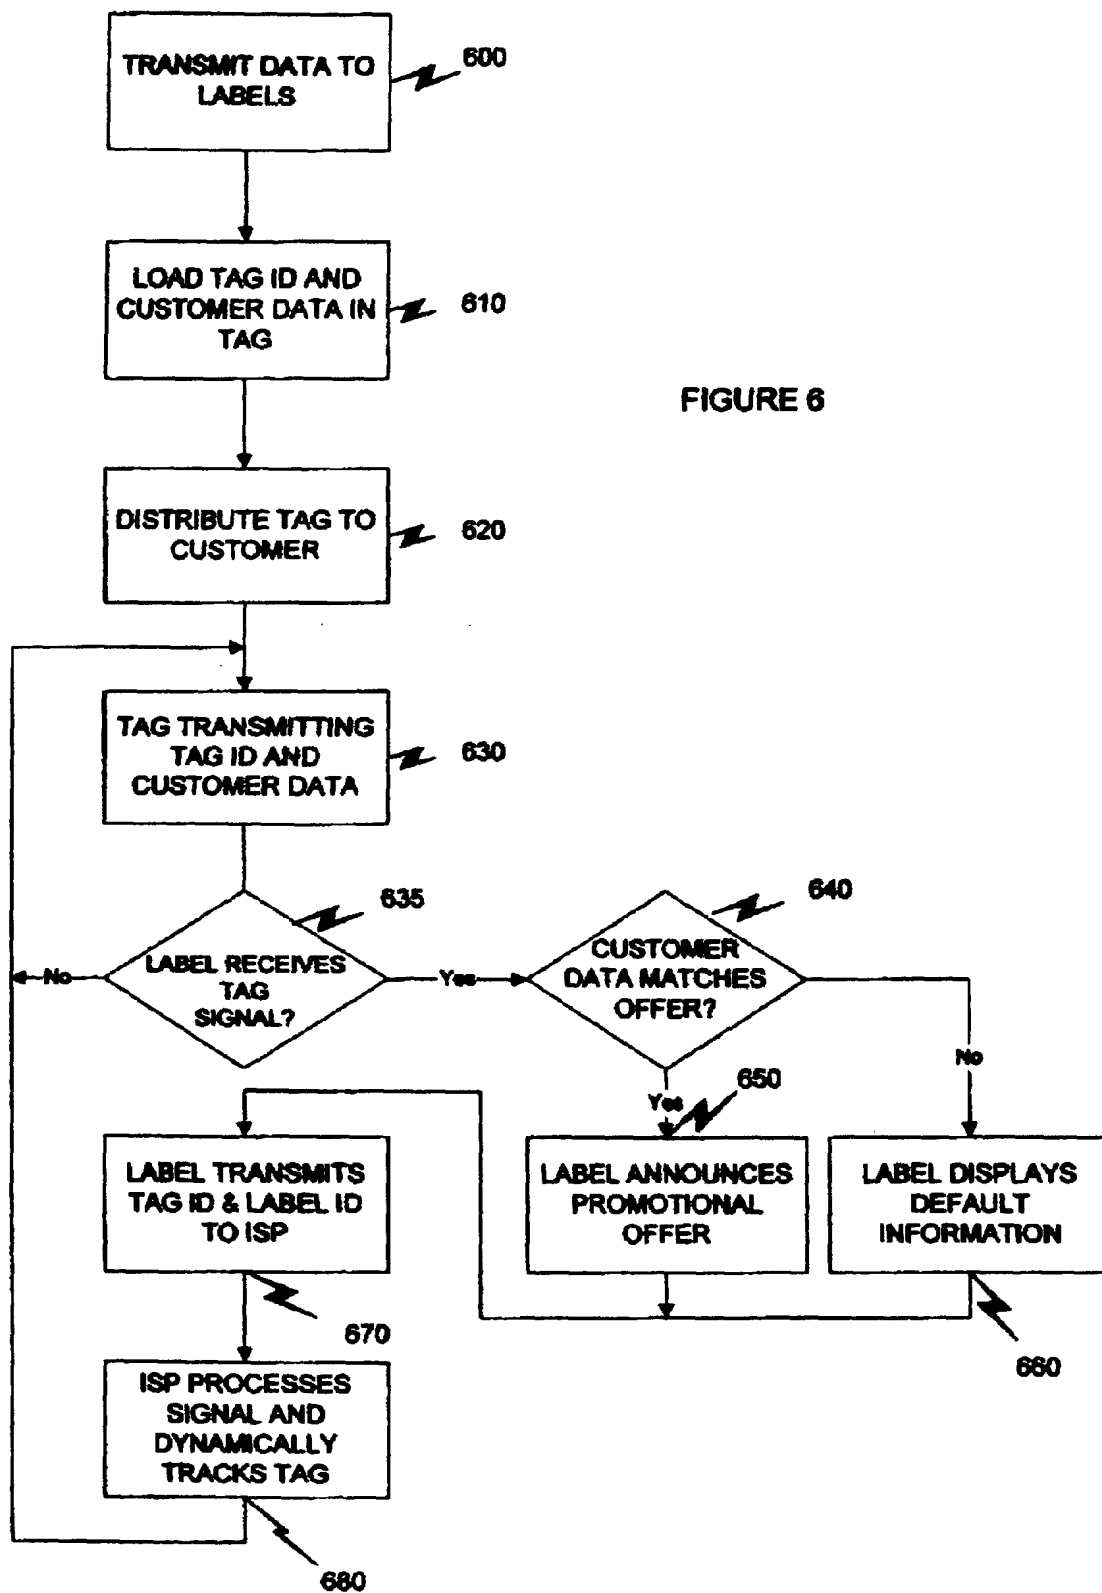 TRANSMIT DATA TO
LABELS
600
LOAD TAG ID AND
CUSTOMER DATA IN
TAG
610
FIGURE 6
DISTRIBUTE TAG TO
CUSTOMER
620
TAG TRANSMITTING
TAG ID AND
CUSTOMER DATA
630
635
LABEL RECEIVES
TAG
SIGNAL?
No
Yes
640
CUSTOMER
DATA MATCHES
OFFER?
No
Yes
650
LABEL TRANSMITS
TAG ID & LABEL ID
TO ISP
LABEL ANNOUNCES
PROMOTIONAL
OFFER
LABEL DISPLAYS
DEFAULT
INFORMATION
670
660
ISP PROCESSES
SIGNAL AND
DYNAMICALLY
TRACKS TAG
680